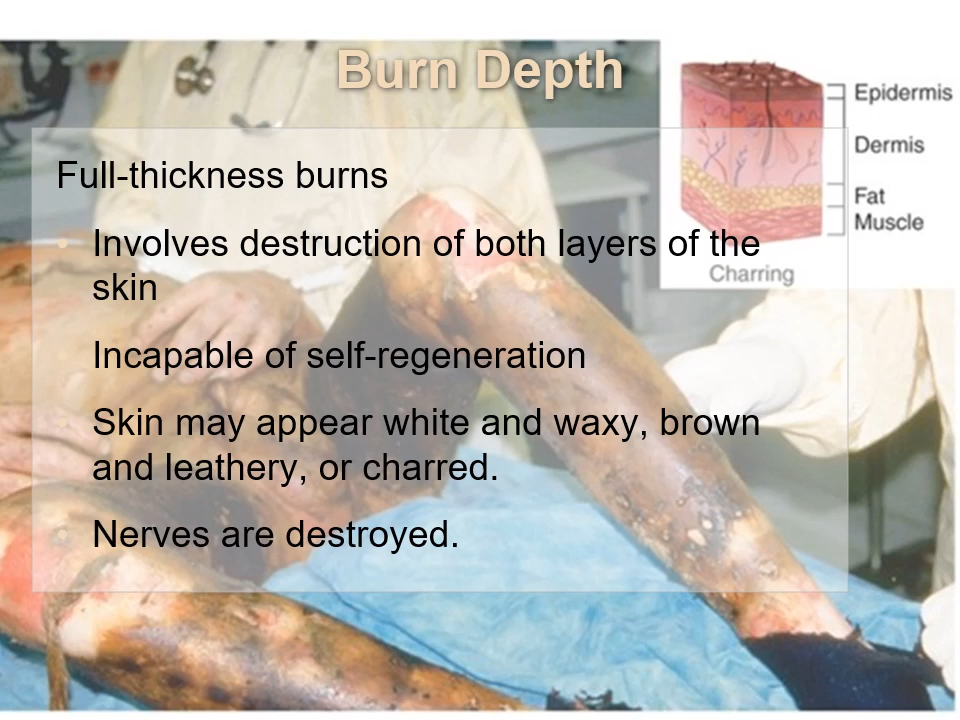 Burn Depth
Epidermis
Dermis
Fat
Muscle
Charring
Full-thickness burns
• Involves destruction of both layers of the
skin
• Incapable of self-regeneration
• Skin may appear white and waxy, brown
and leathery, or charred.
• Nerves are destroyed.